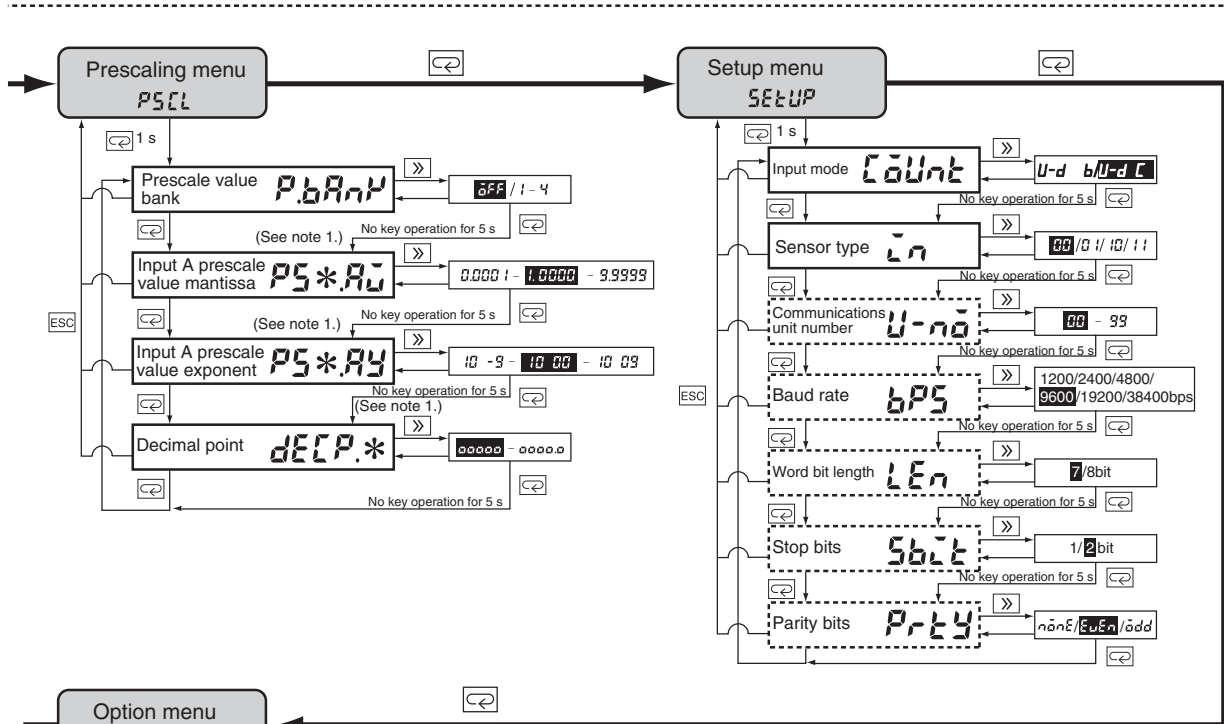 Prescaling menu
PSCL
1 s
Prescale value
bank
P.bAnK
OFF / 1 - 4
No key operation for 5 s
(See note 1.)
Input A prescale
value mantissa
PS*.AX
0.0001 - 1.0000 - 9.9999
No key operation for 5 s
(See note 1.)
Input A prescale
value exponent
PS*.AY
10 -9 - 10 00 - 10 09
No key operation for 5 s
(See note 1.)
Decimal point
dECP.*
ooooo - oooo.o
No key operation for 5 s
ESC
Setup menu
SEtUP
1 s
Input mode
CoUnt
U-d b/U-d C
No key operation for 5 s
Sensor type
in
00/01/10/11
No key operation for 5 s
Communications
unit number
U-no
00 - 99
No key operation for 5 s
Baud rate
bPS
1200/2400/4800/
9600/19200/38400bps
No key operation for 5 s
Word bit length
LEn
7/8bit
No key operation for 5 s
Stop bits
Sbit
1/2bit
No key operation for 5 s
Parity bits
PrtY
nonE/EvEn/odd
ESC
Option menu